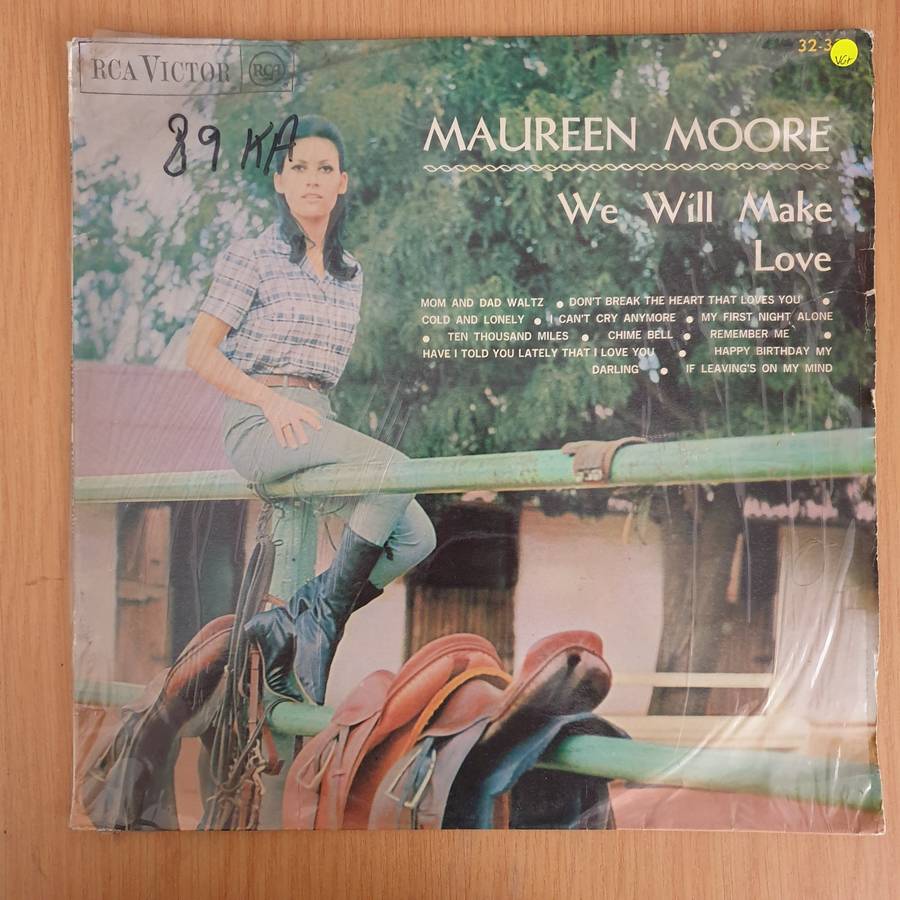 RCA VICTOR RCA
32-3
VG+
89 KA
MAUREEN MOORE
We Will Make
Love
MOM AND DAD WALTZ ● DON'T BREAK THE HEART THAT LOVES YOU ●
COLD AND LONELY ● I CAN'T CRY ANYMORE ● MY FIRST NIGHT ALONE
● TEN THOUSAND MILES ● CHIME BELL ● REMEMBER ME ●
HAVE I TOLD YOU LATELY THAT I LOVE YOU ● HAPPY BIRTHDAY MY
DARLING ● IF LEAVING'S ON MY MIND